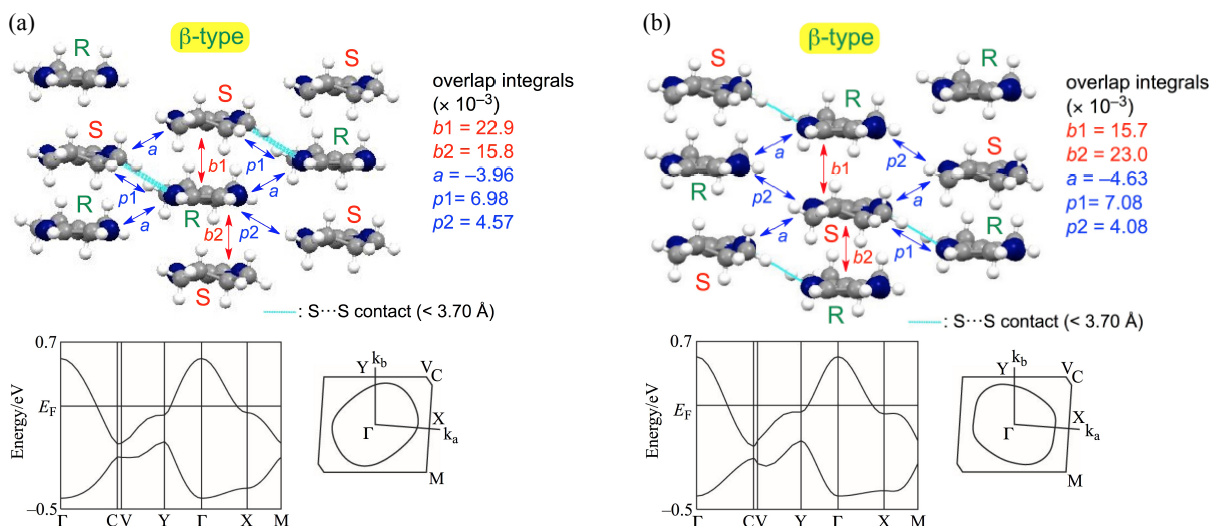 (a)
β-type
R
S
S
S
R
R
R
S
S
a
b1
p1
a
p1
a
b2
p2
overlap integrals
(× 10⁻³)
b1 = 22.9
b2 = 15.8
a = –3.96
p1= 6.98
p2 = 4.57
: S···S contact (< 3.70 Å)
0.7
Energy/eV
E_F
–0.5
Γ
C
V
Y
Γ
X
M
k_b
Y
V
C
Γ
X
k_a
M
(b)
β-type
S
R
R
R
S
S
S
R
R
a
b1
p2
p2
a
a
b2
p1
overlap integrals
(× 10⁻³)
b1 = 15.7
b2 = 23.0
a = –4.63
p1= 7.08
p2 = 4.08
: S···S contact (< 3.70 Å)
0.7
Energy/eV
E_F
–0.5
Γ
C
V
Y
Γ
X
M
k_b
Y
V
C
Γ
X
k_a
M